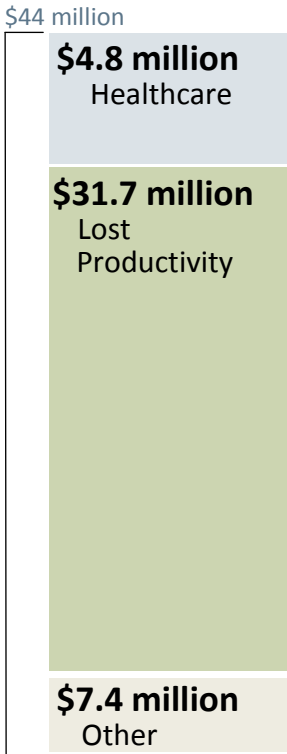 $44 million
$4.8 million
Healthcare
$31.7 million
Lost
Productivity
$7.4 million
Other